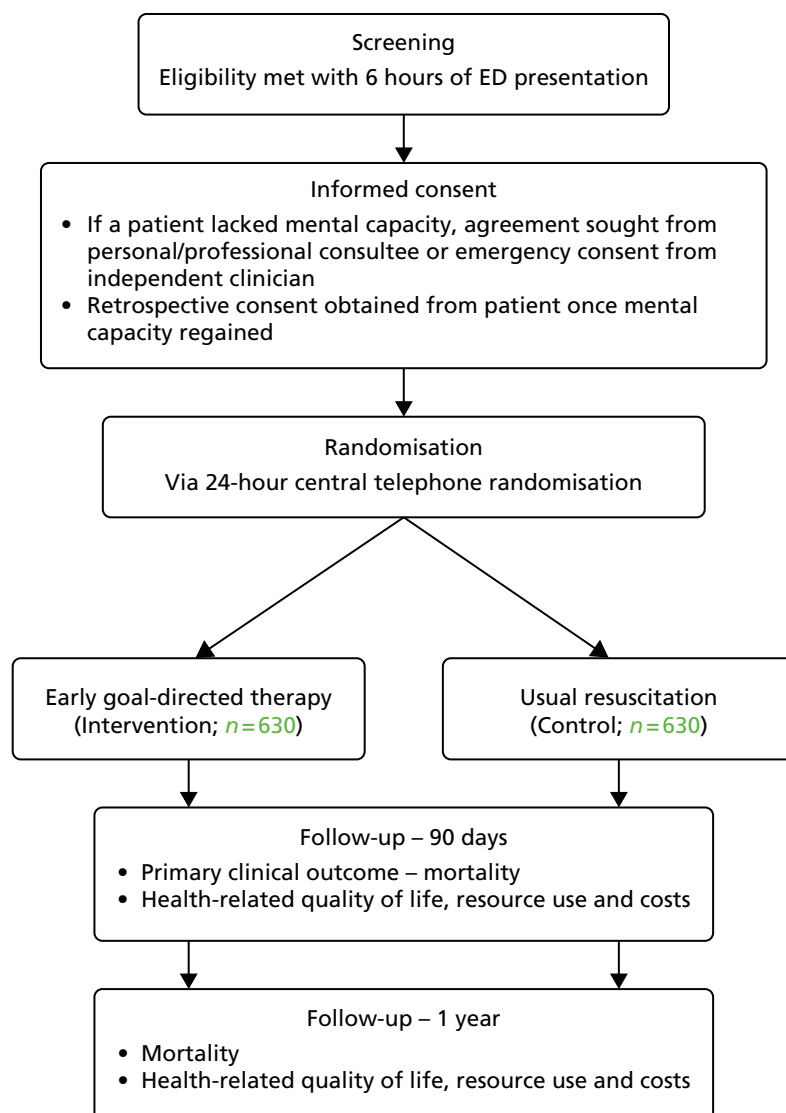 Screening
Eligibility met with 6 hours of ED presentation
Informed consent
• If a patient lacked mental capacity, agreement sought from
personal/professional consultee or emergency consent from
independent clinician
• Retrospective consent obtained from patient once mental
capacity regained
Randomisation
Via 24-hour central telephone randomisation
Early goal-directed therapy
(Intervention; n=630)
Usual resuscitation
(Control; n=630)
Follow-up – 90 days
• Primary clinical outcome – mortality
• Health-related quality of life, resource use and costs
Follow-up – 1 year
• Mortality
• Health-related quality of life, resource use and costs